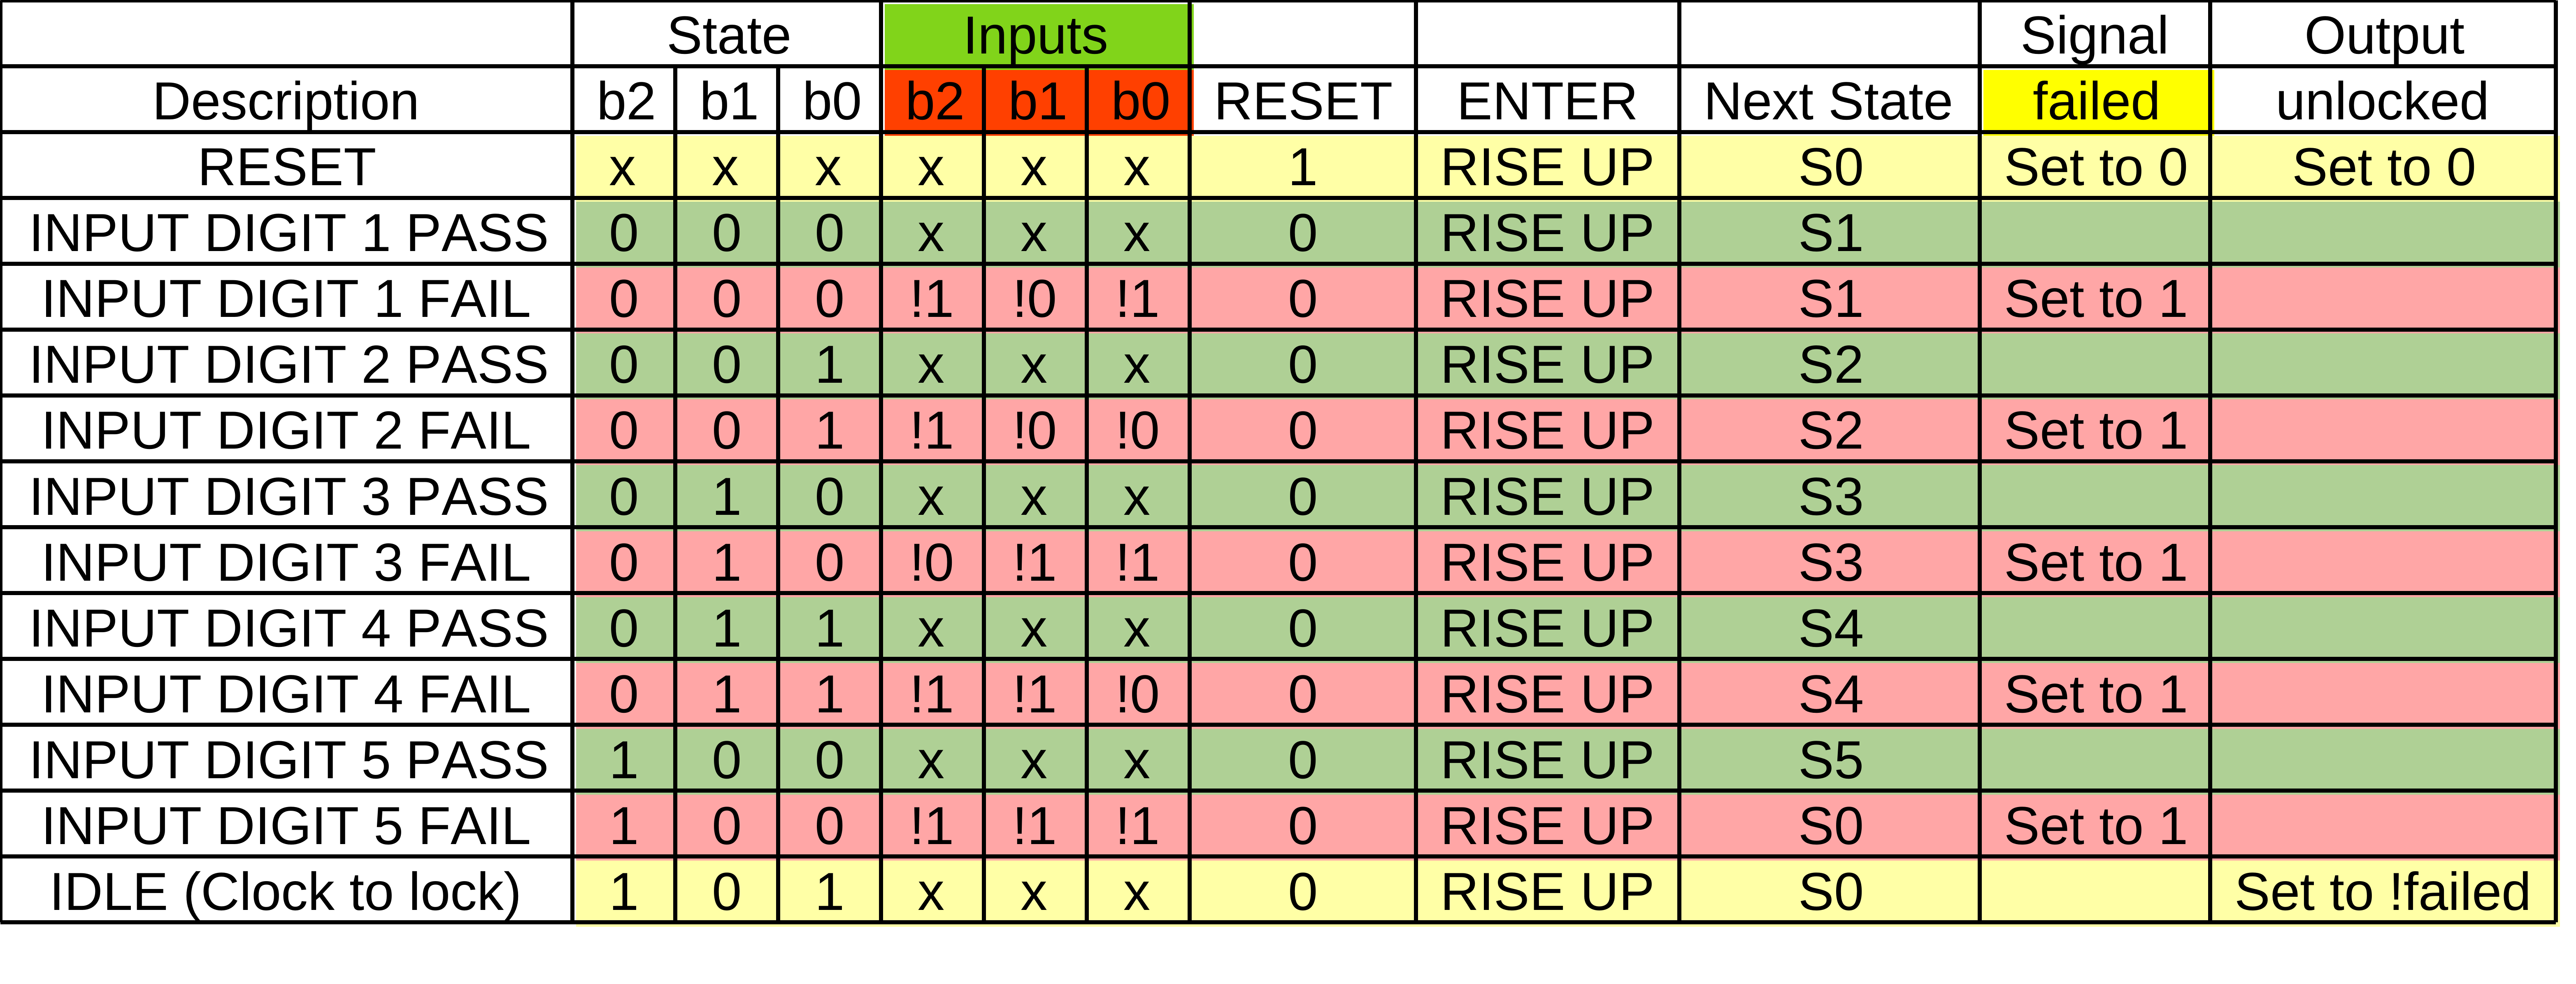 State Inputs Signal Output
Description b2 b1 b0 b2 b1 b0 RESET ENTER Next State failed unlocked
RESET x x x x x x 1 RISE UP S0 Set to 0 Set to 0
INPUT DIGIT 1 PASS 0 0 0 x x x 0 RISE UP S1
INPUT DIGIT 1 FAIL 0 0 0 !1 !0 !1 0 RISE UP S1 Set to 1
INPUT DIGIT 2 PASS 0 0 1 x x x 0 RISE UP S2
INPUT DIGIT 2 FAIL 0 0 1 !1 !0 !0 0 RISE UP S2 Set to 1
INPUT DIGIT 3 PASS 0 1 0 x x x 0 RISE UP S3
INPUT DIGIT 3 FAIL 0 1 0 !0 !1 !1 0 RISE UP S3 Set to 1
INPUT DIGIT 4 PASS 0 1 1 x x x 0 RISE UP S4
INPUT DIGIT 4 FAIL 0 1 1 !1 !1 !0 0 RISE UP S4 Set to 1
INPUT DIGIT 5 PASS 1 0 0 x x x 0 RISE UP S5
INPUT DIGIT 5 FAIL 1 0 0 !1 !1 !1 0 RISE UP S0 Set to 1
IDLE (Clock to lock) 1 0 1 x x x 0 RISE UP S0 Set to !failed